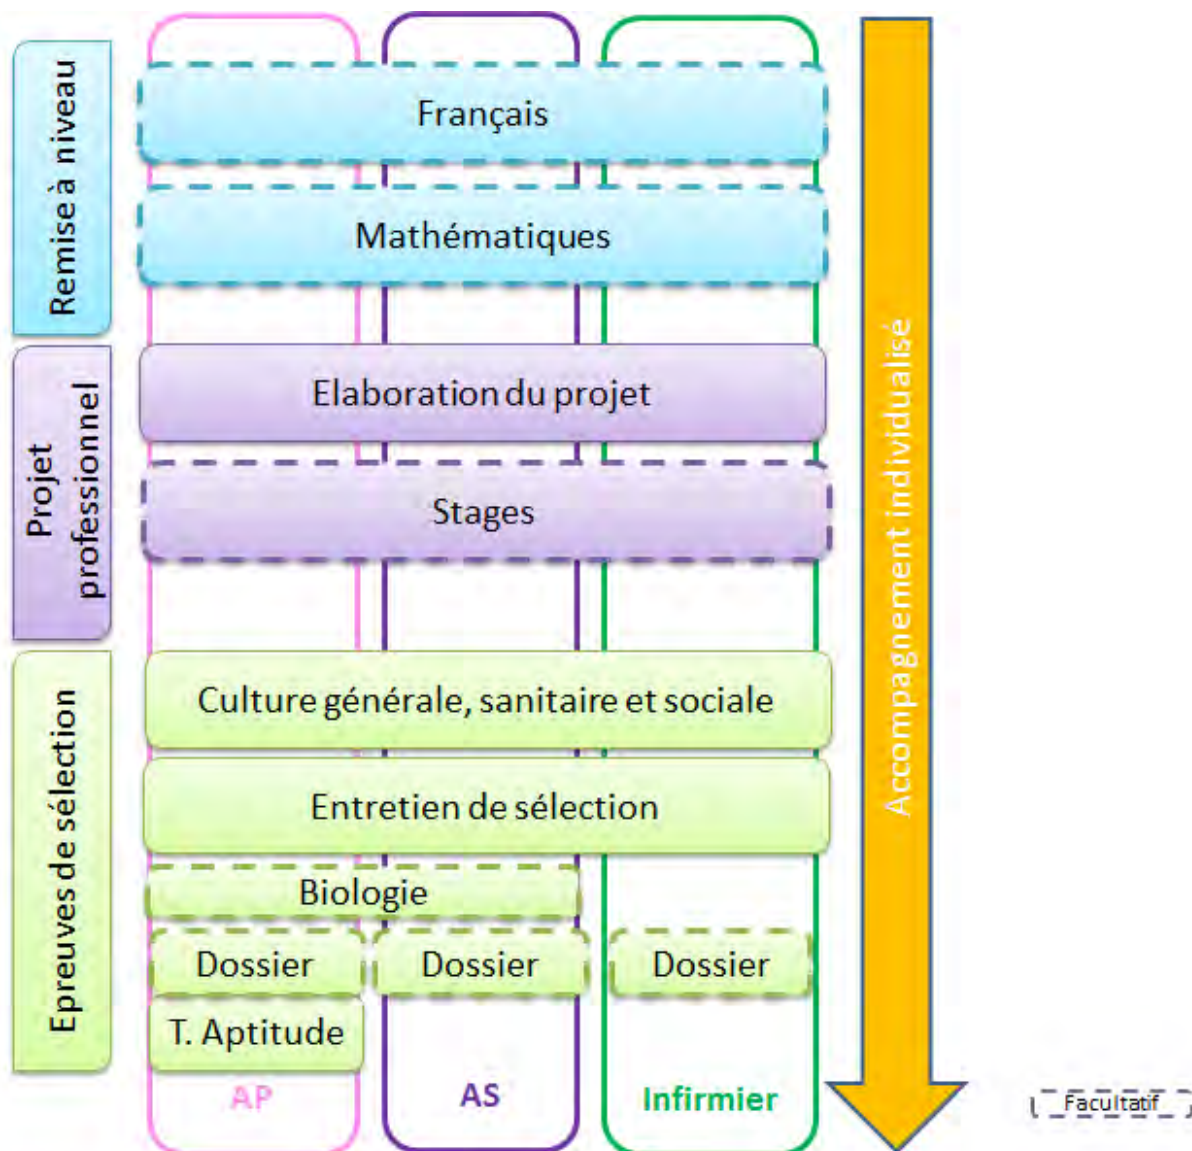 Remise à niveau
Français
Mathématiques
Projet
professionnel
Elaboration du projet
Stages
Epreuves de sélection
Culture générale, sanitaire et sociale
Entretien de sélection
Biologie
Dossier
Dossier
Dossier
T. Aptitude
AP
AS
Infirmier
Accompagnement individualisé
Facultatif